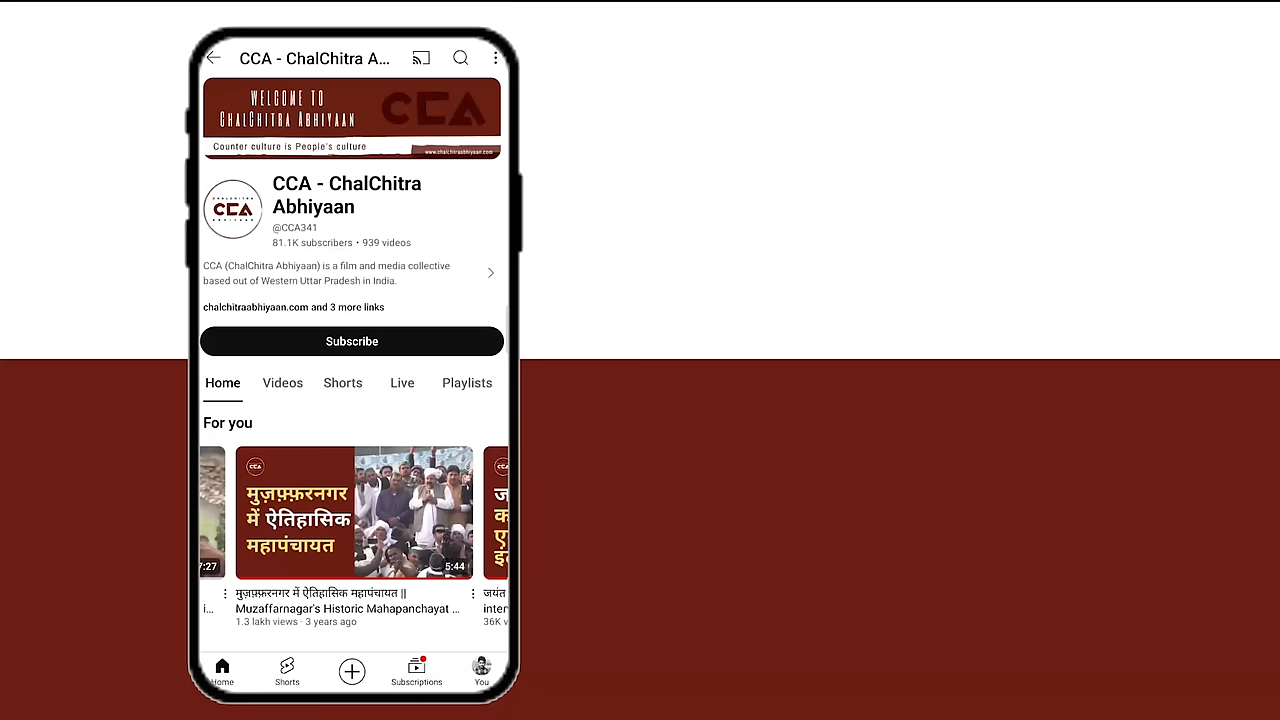 CCA - ChalChitra A...
WELCOME TO
CHALCHITRA ABHIYAAN
CCA
Counter culture is People's culture
www.chalchitraabhiyaan.com
CHALCHITRA
CCA
ABHIYAAN
CCA - ChalChitra
Abhiyaan
@CCA341
81.1K subscribers • 939 videos
CCA (ChalChitra Abhiyaan) is a film and media collective
based out of Western Uttar Pradesh in India.
chalchitraabhiyaan.com and 3 more links
Subscribe
Home Videos Shorts Live Playlists
For you
CCA
मुज़फ़्फ़रनगर
में ऐतिहासिक
महापंचायत
7:27
5:44
मुज़फ़्फ़रनगर में ऐतिहासिक महापंचायत ||
Muzaffarnagar's Historic Mahapanchayat ...
1.3 lakh views · 3 years ago
i...
जयंत
inter
36K v
Home Shorts Subscriptions You